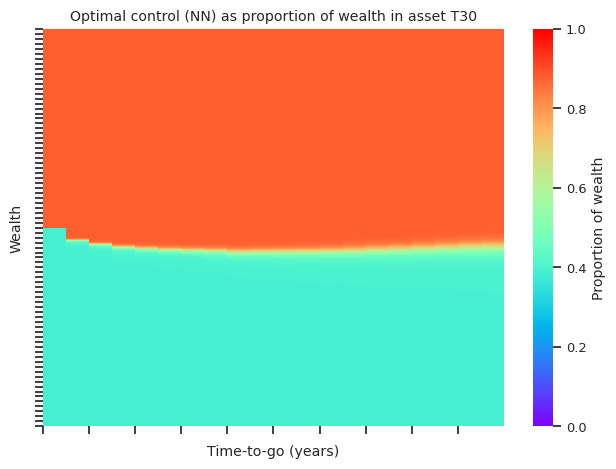 Optimal control (NN) as proportion of wealth in asset T30
1.0
0.8
0.6
0.4
0.2
0.0
Proportion of wealth
Wealth
Time-to-go (years)